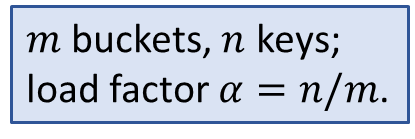 m buckets, n keys;
load factor α = n/m.